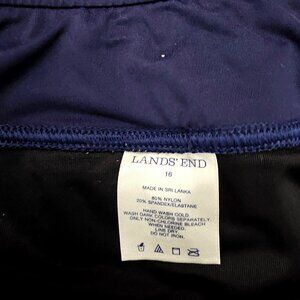 LANDS' END
16
MADE IN SRI LANKA
80% NYLON
20% SPANDEX/ELASTANE
HAND WASH COLD.
WASH DARK COLORS SEPARATELY.
ONLY NON-CHLORINE BLEACH
WHEN NEEDED.
LINE DRY.
DO NOT IRON.